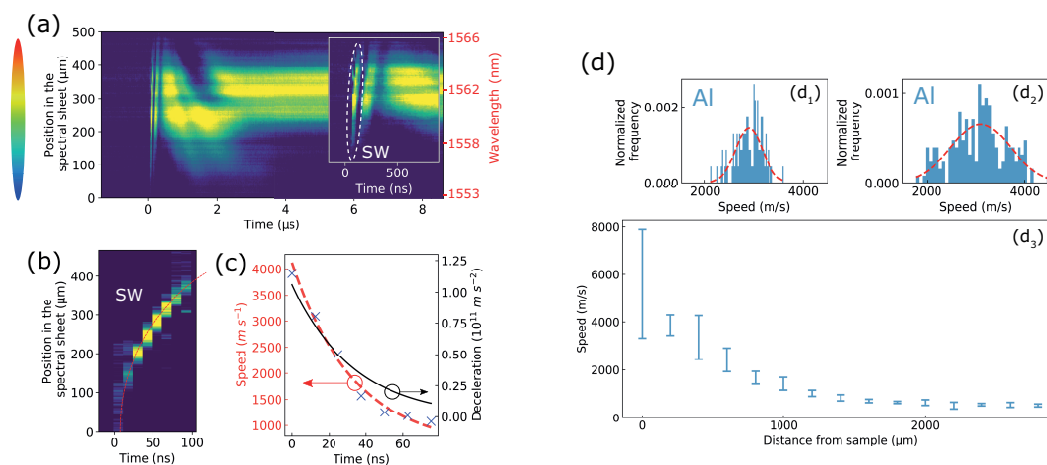 (a)
Position in the
spectral sheet (µm)
500
400
300
200
100
0
0
2
4
6
8
Time (µs)
1566
1562
1558
1553
Wavelength (nm)
SW
0
500
Time (ns)
(b)
Position in the
spectral sheet (µm)
400
300
200
100
0
SW
0
50
100
Time (ns)
(c)
Speed (m s⁻¹)
4000
3500
3000
2500
2000
1500
1000
0
20
40
60
Time (ns)
1.25
1.00
0.75
0.50
0.25
0.00
Deceleration (10¹¹ m s⁻²)
(d)
Normalized
frequency
0.002
0.000
Al
(d₁)
2000
4000
Speed (m/s)
Normalized
frequency
0.001
0.000
Al
(d₂)
2000
4000
Speed (m/s)
(d₃)
Speed (m/s)
8000
6000
4000
2000
0
0
1000
2000
Distance from sample (µm)